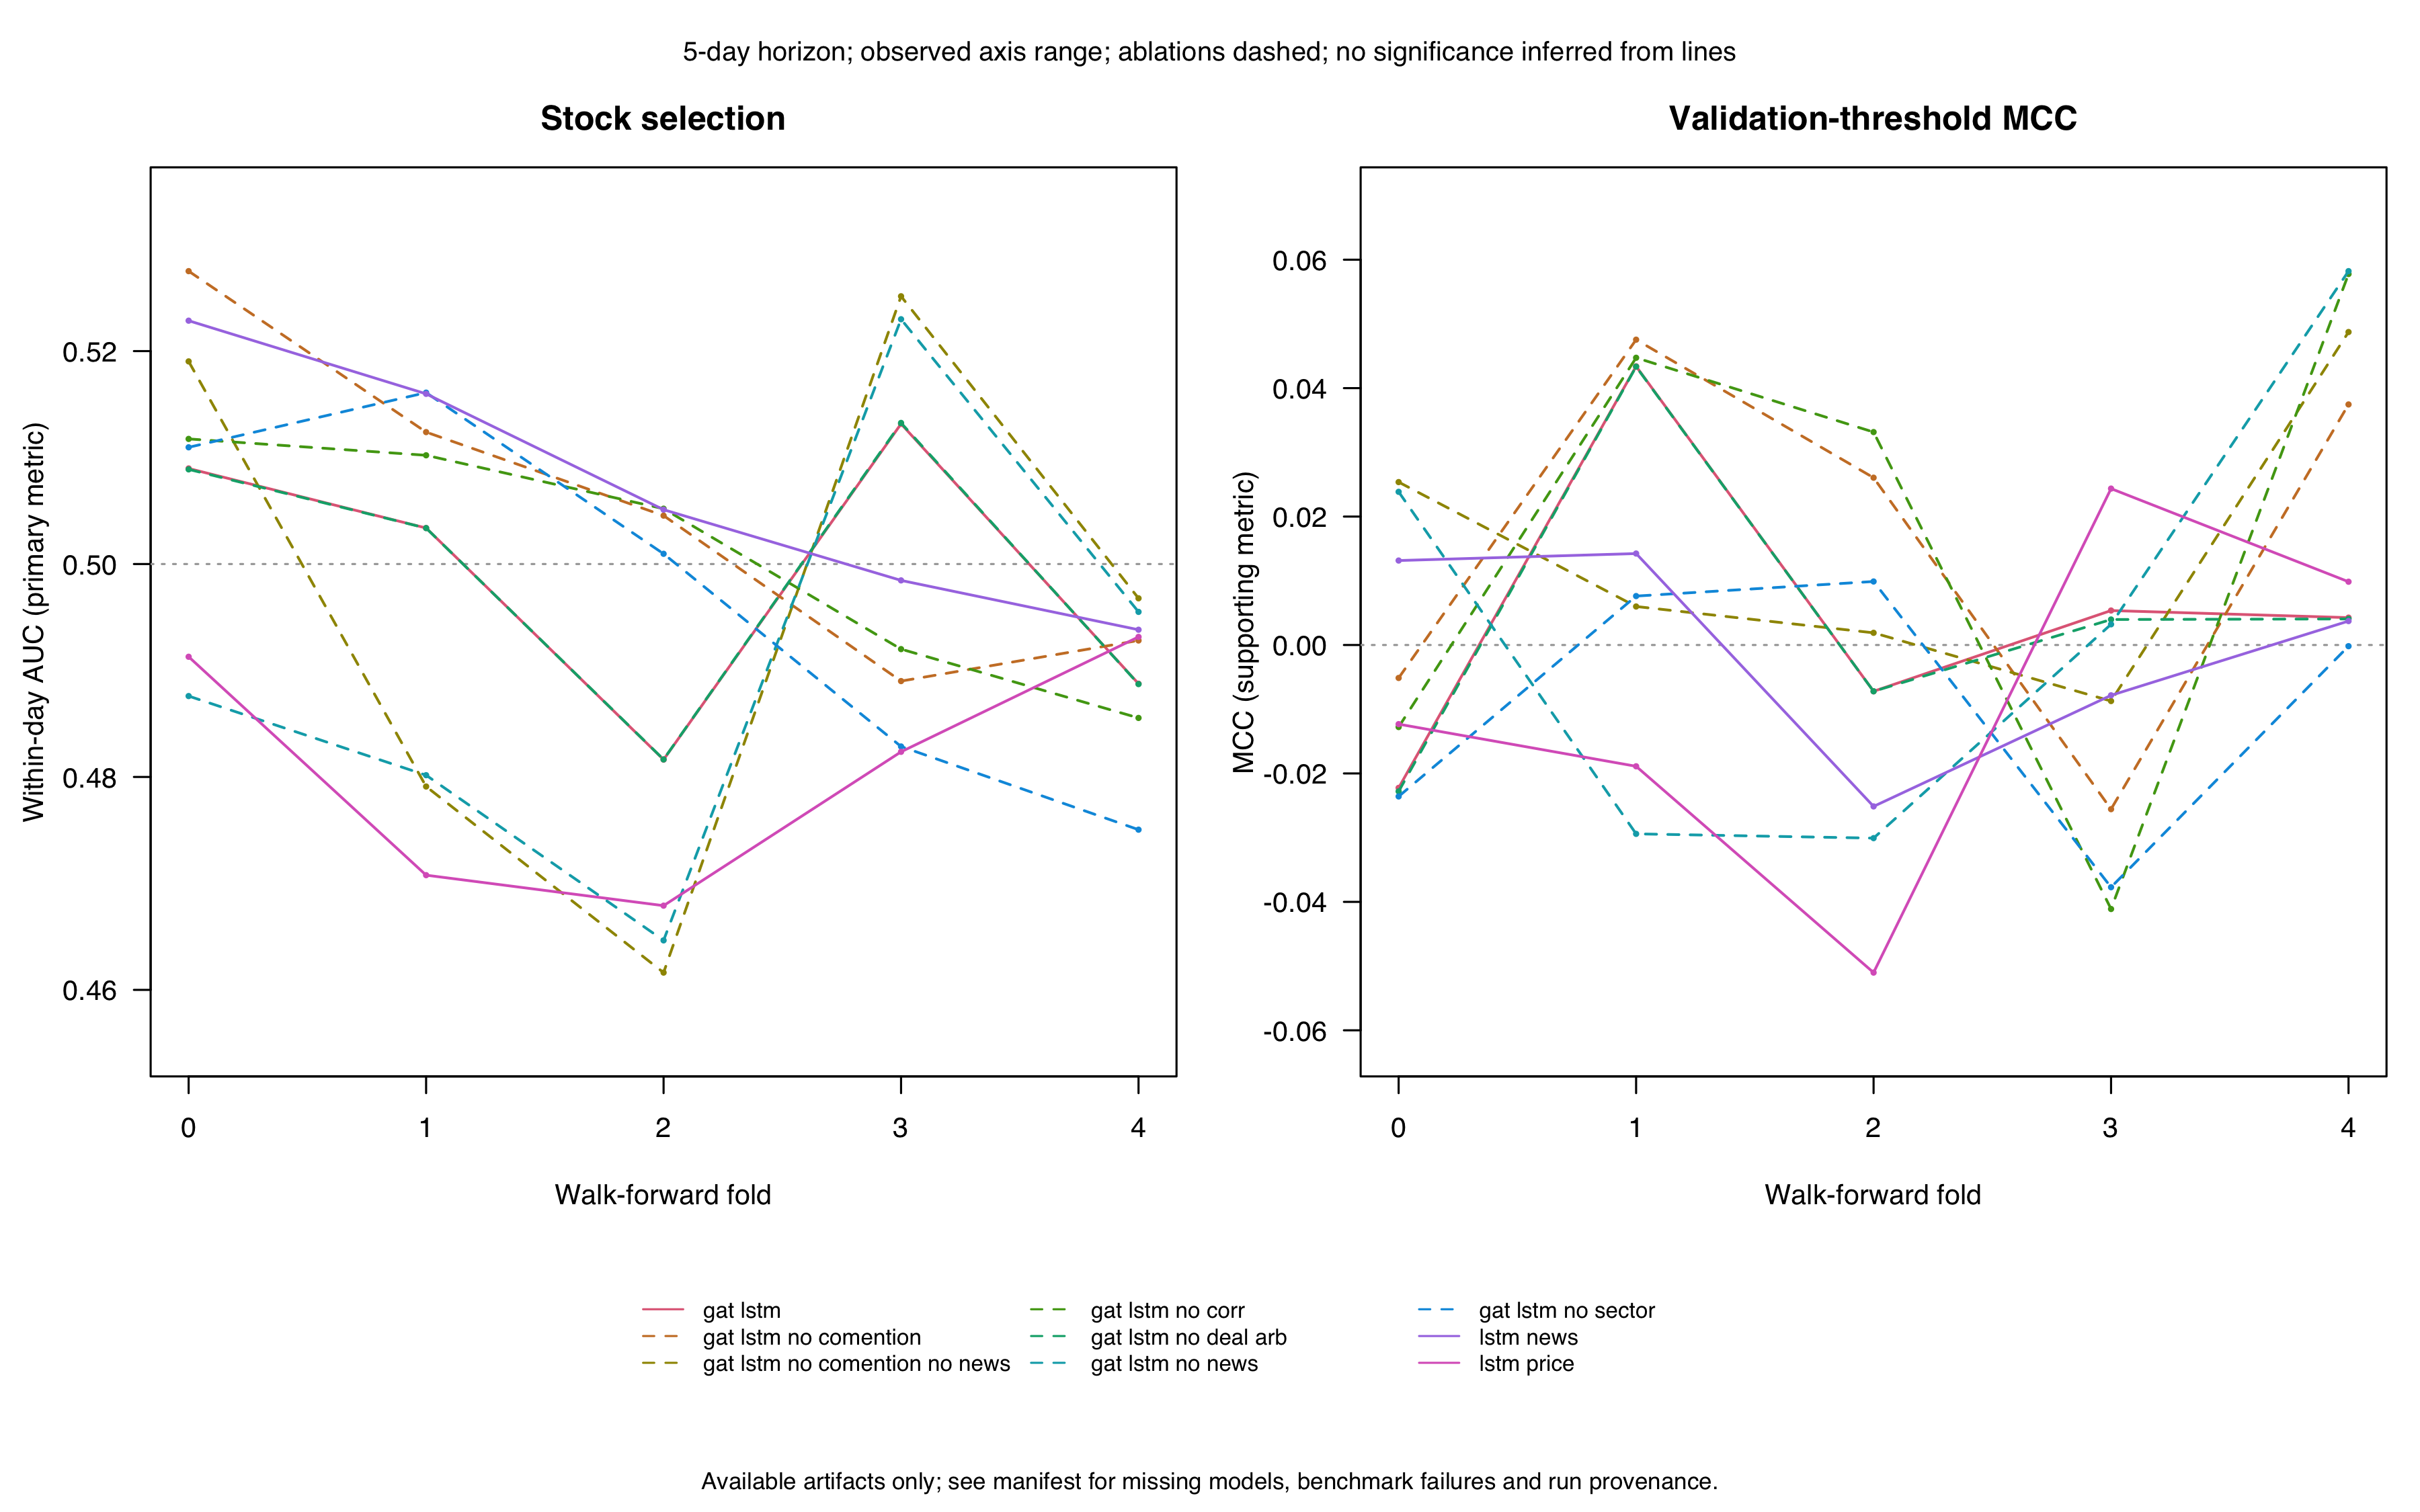 5-day horizon; observed axis range; ablations dashed; no significance inferred from lines
Stock selection
Within-day AUC (primary metric)
0.52
0.50
0.48
0.46
0 1 2 3 4
Walk-forward fold
Validation-threshold MCC
MCC (supporting metric)
0.06
0.04
0.02
0.00
-0.02
-0.04
-0.06
0 1 2 3 4
Walk-forward fold
gat lstm
gat lstm no comention
gat lstm no comention no news
gat lstm no corr
gat lstm no deal arb
gat lstm no news
gat lstm no sector
lstm news
lstm price
Available artifacts only; see manifest for missing models, benchmark failures and run provenance.